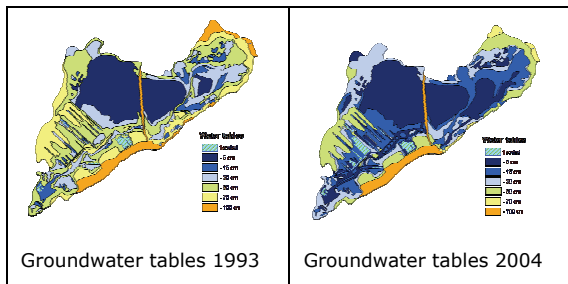 Water tables
-5 cm
-15 cm
-30 cm
-50 cm
-70 cm
-100 cm
Groundwater tables 1993
Water tables
-5 cm
-15 cm
-30 cm
-50 cm
-70 cm
-100 cm
Groundwater tables 2004